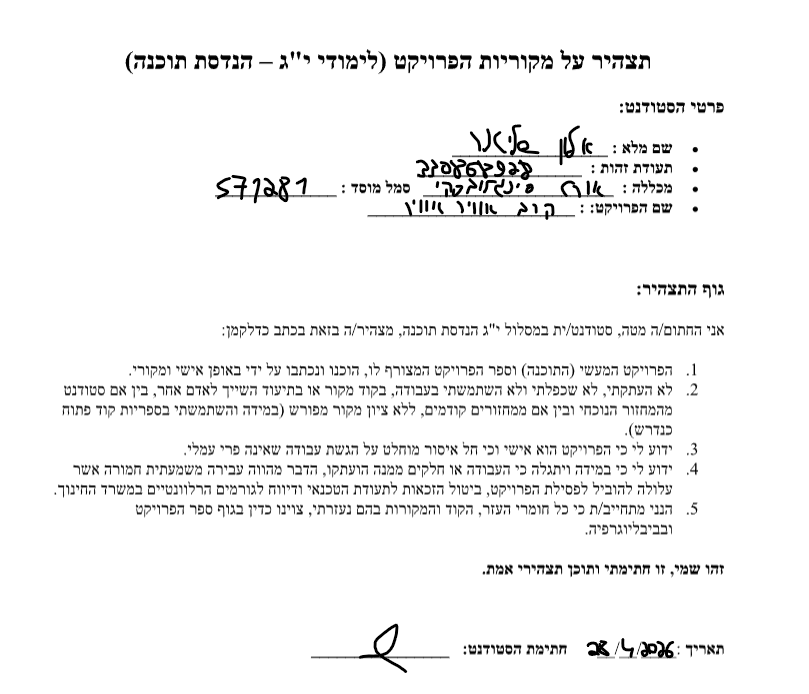 תצהיר על מקוריות הפרויקט (לימודי י"ג – הנדסת תוכנה)
פרטי הסטודנט:
• שם מלא : אלון
• תעודת זהות :
• מכללה : אורט סינגלובסקי סמל מוסד : 571281
• שם הפרויקט: : קרב אווירי
גוף התצהיר:
אני החתום/ה מטה, סטודנט/ית במסלול י"ג הנדסת תוכנה, מצהיר/ה בזאת בכתב כדלקמן:
1. הפרויקט המעשי (התוכנה) וספר הפרויקט המצורף לו, הוכנו ונכתבו על ידי באופן אישי ומקורי.
2. לא העתקתי, לא שכפלתי ולא השתמשתי בעבודה, בקוד מקור או בתיעוד השייך לאדם אחר, בין אם סטודנט
מהמחזור הנוכחי ובין אם ממחזורים קודמים, ללא ציון מקור מפורש (במידה והשתמשתי בספריות קוד פתוח
כנדרש).
3. ידוע לי כי הפרויקט הוא אישי וכי חל איסור מוחלט על הגשת עבודה שאינה פרי עמלי.
4. ידוע לי כי במידה ויתגלה כי העבודה או חלקים ממנה הועתקו, הדבר מהווה עבירה משמעתית חמורה אשר
עלולה להוביל לפסילת הפרויקט, ביטול הזכאות לתעודת הטכנאי ודיווח לגורמים הרלוונטיים במשרד החינוך.
5. הנני מתחייב/ת כי כל חומרי העזר, הקוד והמקורות בהם נעזרתי, צוינו כדין בגוף ספר הפרויקט
ובביבליוגרפיה.
זהו שמי, זו חתימתי ותוכן תצהירי אמת.
תאריך : 28/4/2026 חתימת הסטודנט: